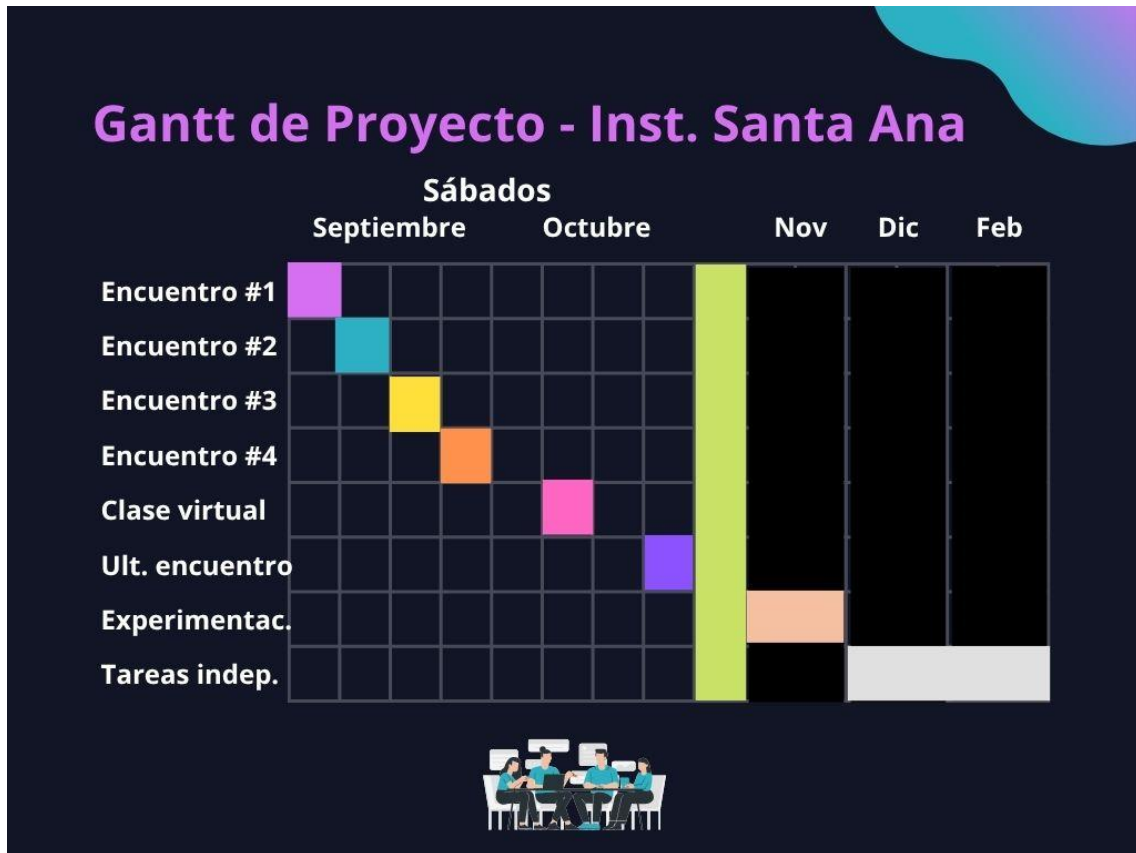 Gantt de Proyecto - Inst. Santa Ana
Sábados
Septiembre Octubre Nov Dic Feb
Encuentro #1
Encuentro #2
Encuentro #3
Encuentro #4
Clase virtual
Ult. encuentro
Experimentac.
Tareas indep.